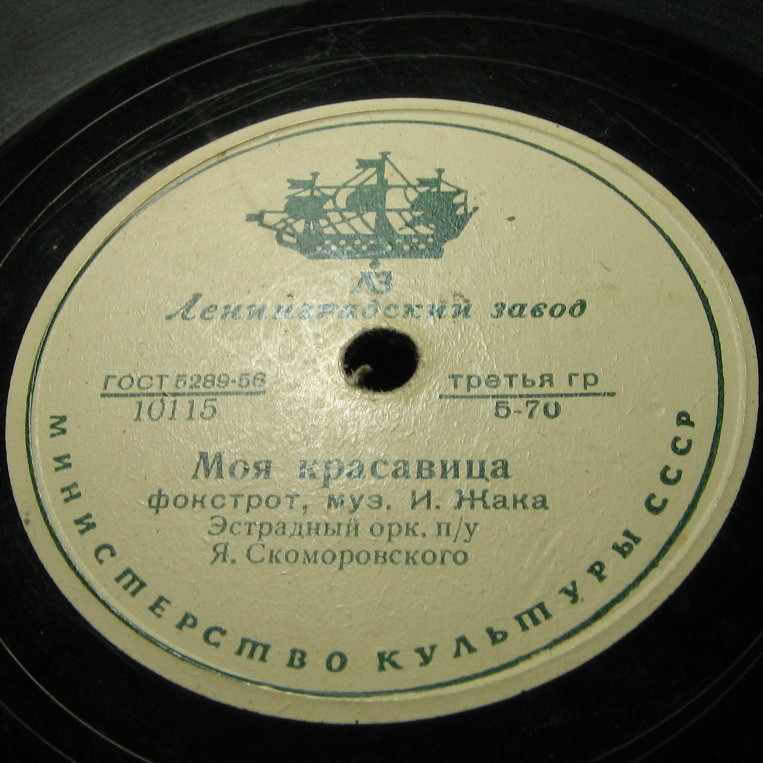 ЛЗ
Ленинградский завод
ГОСТ 5289-56
10115
третья гр
5-70
Моя красавица
фокстрот, муз. И. Жака
Эстрадный орк. п/у
Я. Скоморовского
МИНИСТЕРСТВО КУЛЬТУРЫ СССР